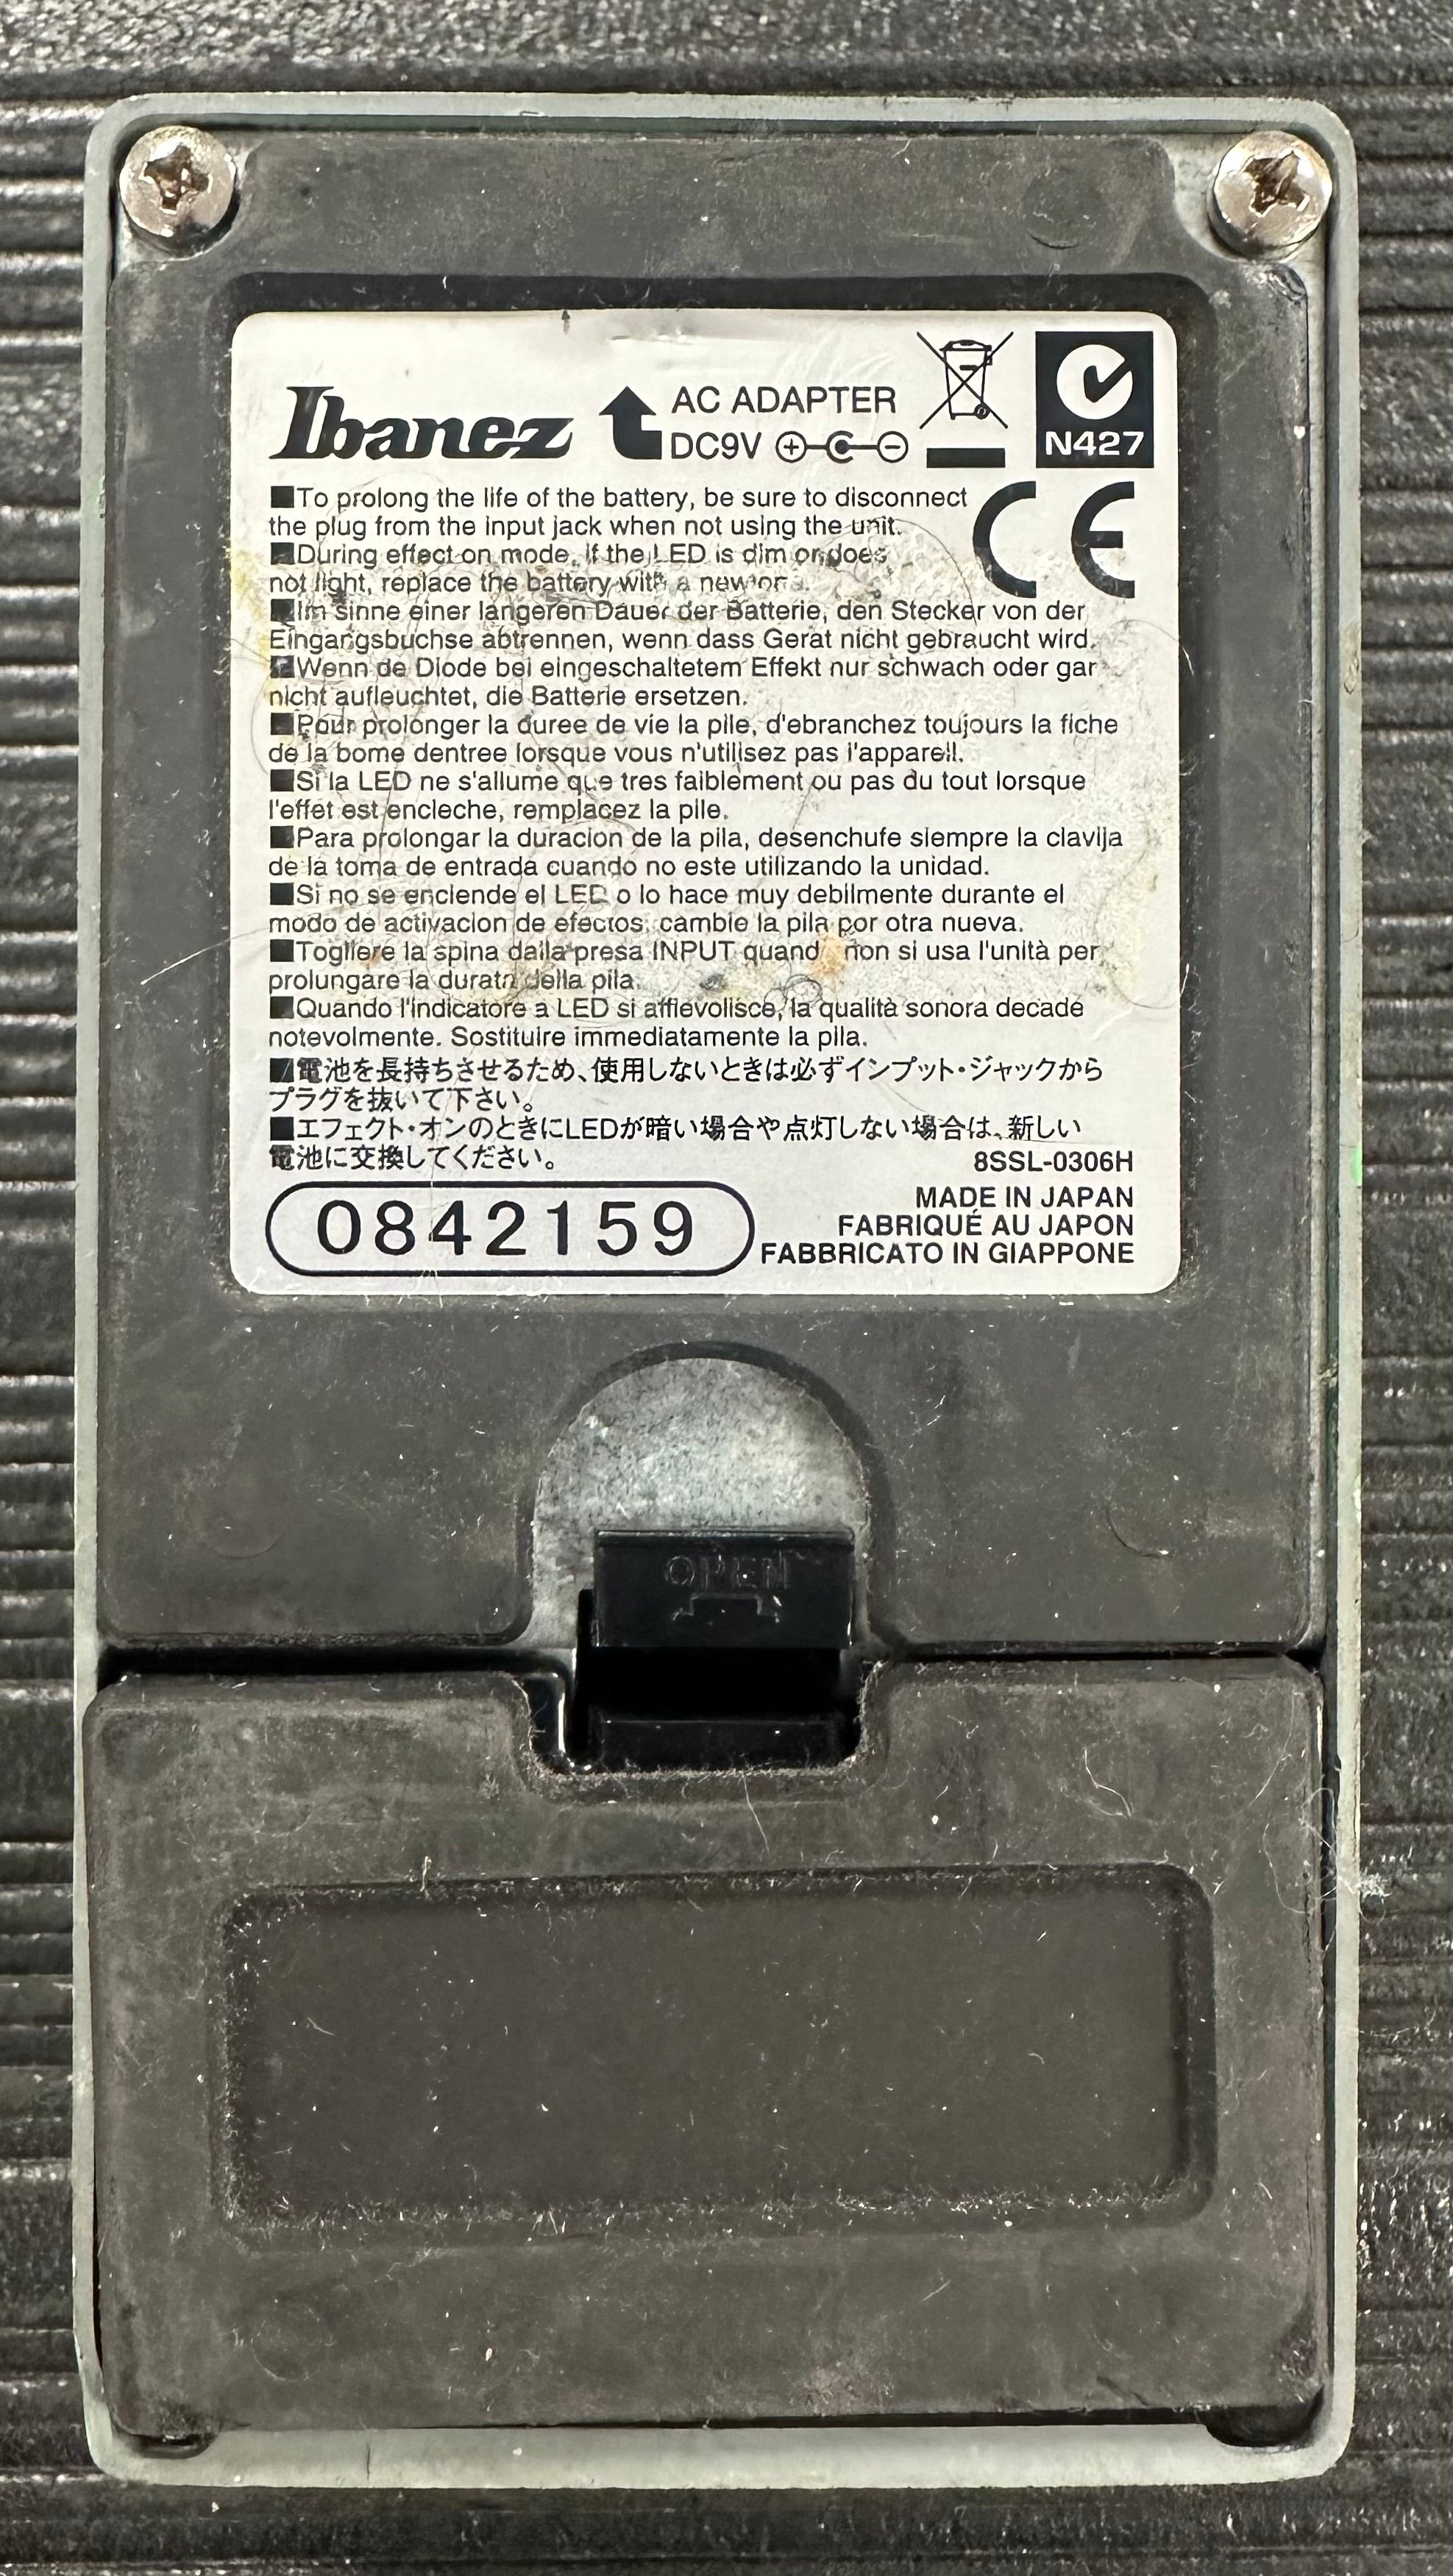 Ibanez AC ADAPTER
DC9V
N427
CE
■To prolong the life of the battery, be sure to disconnect
the plug from the input jack when not using the unit.
■During effect on mode, if the LED is dim or does
not light, replace the battery with a new one.
■Im sinne einer langeren Dauer der Batterie, den Stecker von der
Eingangsbuchse abtrennen, wenn dass Gerat nicht gebraucht wird.
■Wenn de Diode bei eingeschaltetem Effekt nur schwach oder gar
nicht aufleuchtet, die Batterie ersetzen.
■Pour prolonger la duree de vie la pile, d'ebranchez toujours la fiche
de la borne dentree lorsque vous n'utilisez pas l'appareil.
■Si la LED ne s'allume que tres faiblement ou pas du tout lorsque
l'effet est encleche, remplacez la pile.
■Para prolongar la duracion de la pila, desenchufe siempre la clavija
de la toma de entrada cuando no este utilizando la unidad.
■Si no se enciende el LED o lo hace muy debilmente durante el
modo de activacion de efectos, cambie la pila por otra nueva.
■Togliere la spina dalla presa INPUT quando non si usa l'unità per
prolungare la durata della pila.
■Quando l'indicatore a LED si affievolisce, la qualità sonora decade
notevolmente. Sostituire immediatamente la pila.
■電池を長持ちさせるため、使用しないときは必ずインプット・ジャックから
プラグを抜いて下さい。
■エフェクト・オンのときにLEDが暗い場合や点灯しない場合は、新しい
電池に交換してください。
8SSL-0306H
0842159
MADE IN JAPAN
FABRIQUÉ AU JAPON
FABBRICATO IN GIAPPONE
OPEN